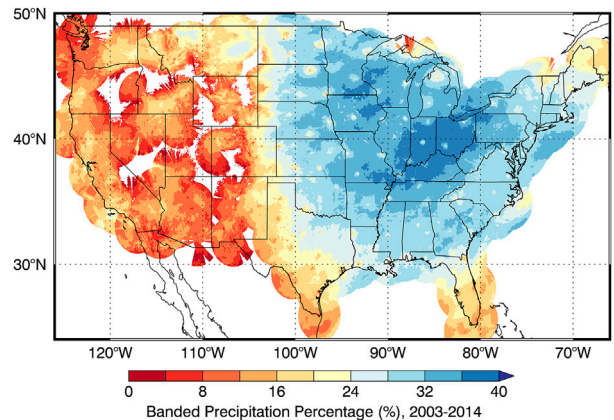 50°N
40°N
30°N
120°W 110°W 100°W 90°W 80°W 70°W
0 8 16 24 32 40
Banded Precipitation Percentage (%), 2003-2014